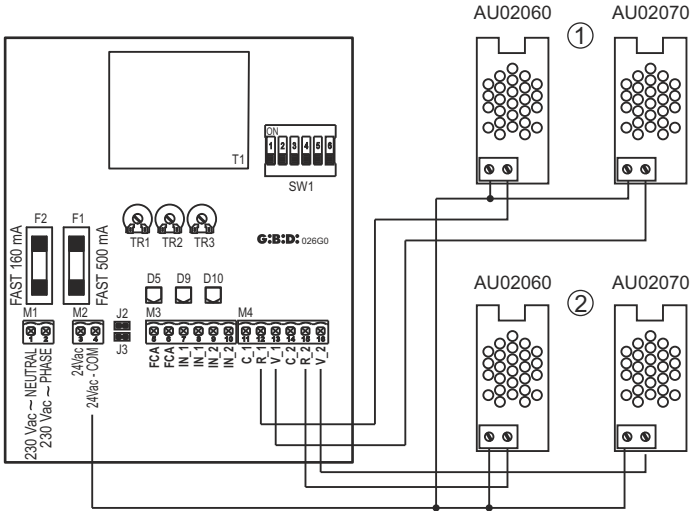 AU02060
AU02070
1
AU02060
AU02070
2
T1
ON
1 2 3 4 5 6
SW1
F2
F1
FAST 160 mA
FAST 500 mA
TR1
TR2
TR3
G:B:D: 026G0
D5
D9
D10
M1
M2
J2
J3
M3
M4
1 2
3 4
5 6 7 8 9 10
11 12 13 14 15 16
230 Vac ~ NEUTRAL
230 Vac ~ PHASE
24Vac
24Vac - COM
FCA
FCA
IN_1
IN_1
IN_2
IN_2
C_1
R_1
V_1
C_2
R_2
V_2